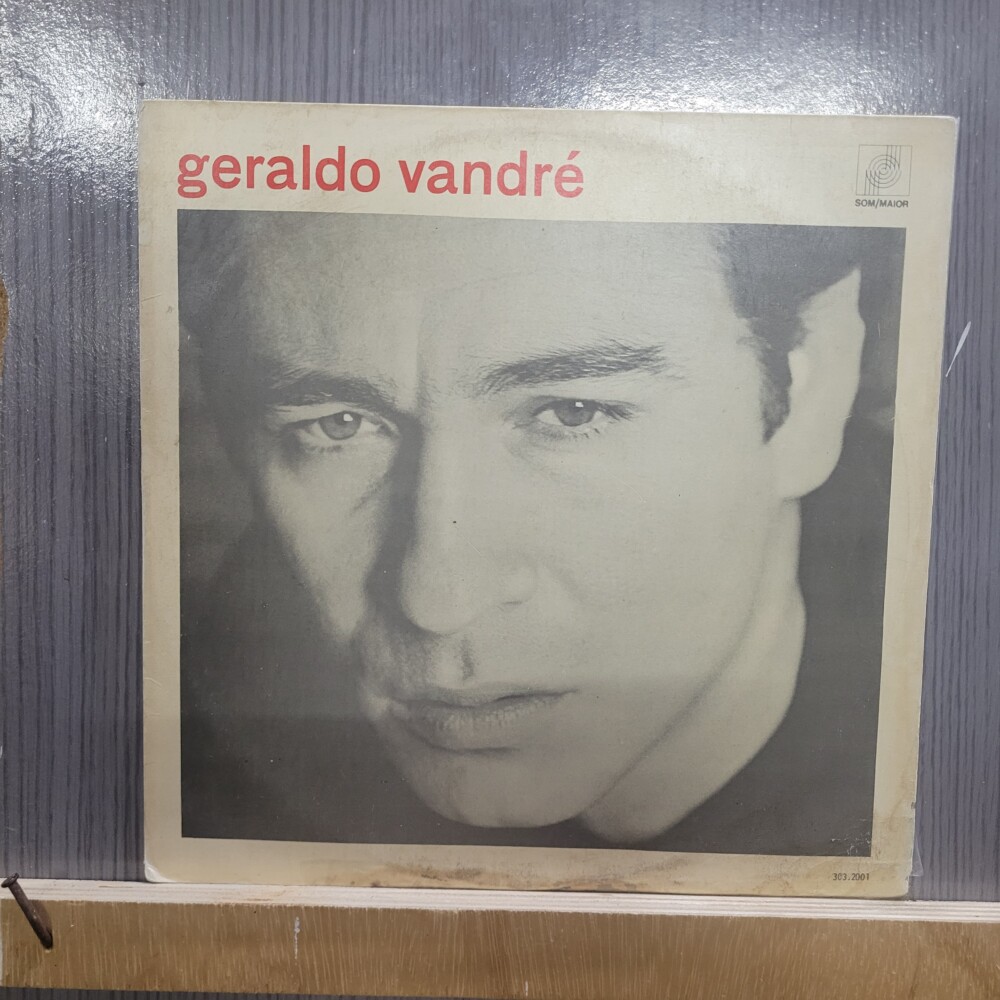 geraldo vandré
SOM/MAIOR
303.2001